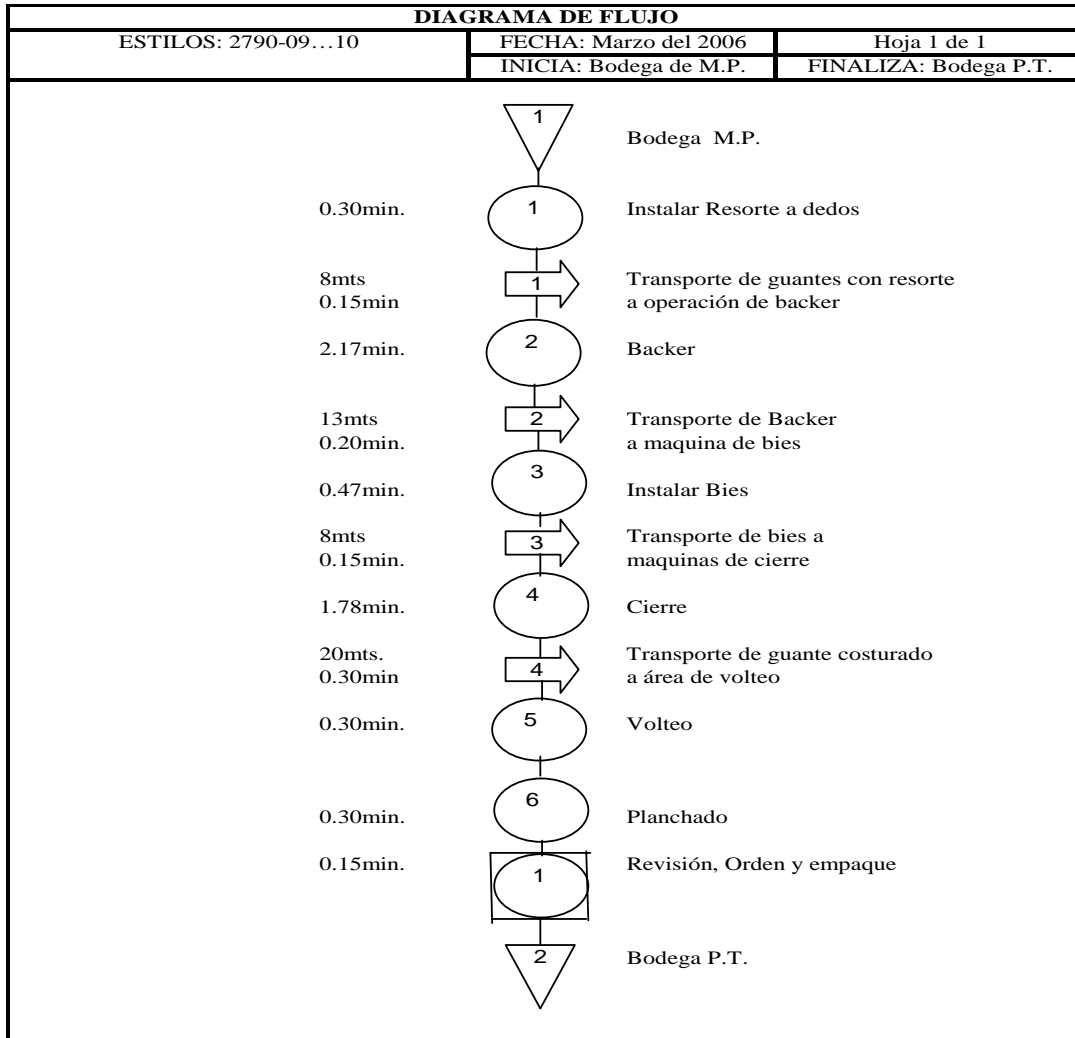 DIAGRAMA DE FLUJO
ESTILOS: 2790-09…10 FECHA: Marzo del 2006 Hoja 1 de 1
INICIA: Bodega de M.P. FINALIZA: Bodega P.T.
1 Bodega M.P.
0.30min. 1 Instalar Resorte a dedos
8mts Transporte de guantes con resorte
1
0.15min a operación de backer
2.17min. 2 Backer
13mts 2 Transporte de Backer
0.20min. a maquina de bies
3
0.47min. Instalar Bies
8mts 3 Transporte de bies a
0.15min. maquinas de cierre
1.78min. 4 Cierre
20mts. Transporte de guante costurado
4
0.30min a área de volteo
0.30min. 5 Volteo
6
0.30min. Planchado
0.15min. 1 Revisión, Orden y empaque
2 Bodega P.T.